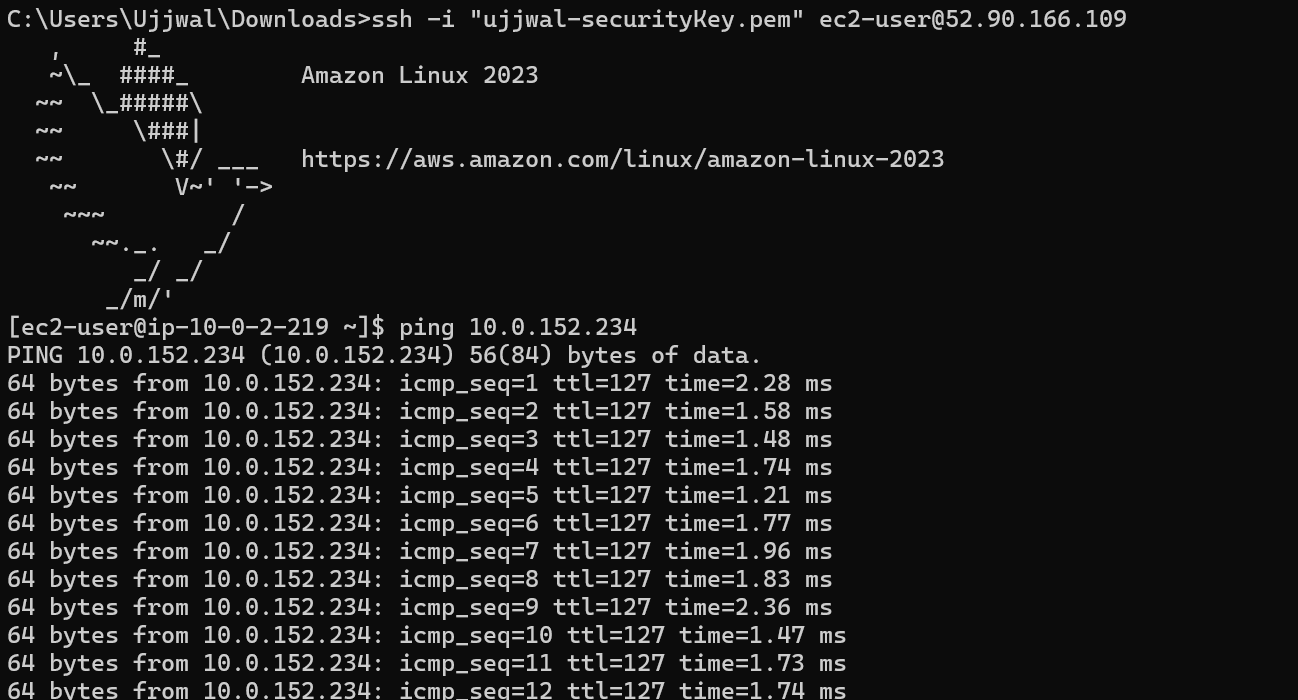 C:\Users\Ujjwal\Downloads>ssh -i "ujjwal-securityKey.pem" ec2-user@52.90.166.109
   ,     #_
   ~\_  ####_        Amazon Linux 2023
  ~~  \_#####\
  ~~     \###|
  ~~       \#/ ___   https://aws.amazon.com/linux/amazon-linux-2023
   ~~       V~' '->
    ~~~         /
      ~~._.   _/
         _/ _/
       _/m/'
[ec2-user@ip-10-0-2-219 ~]$ ping 10.0.152.234
PING 10.0.152.234 (10.0.152.234) 56(84) bytes of data.
64 bytes from 10.0.152.234: icmp_seq=1 ttl=127 time=2.28 ms
64 bytes from 10.0.152.234: icmp_seq=2 ttl=127 time=1.58 ms
64 bytes from 10.0.152.234: icmp_seq=3 ttl=127 time=1.48 ms
64 bytes from 10.0.152.234: icmp_seq=4 ttl=127 time=1.74 ms
64 bytes from 10.0.152.234: icmp_seq=5 ttl=127 time=1.21 ms
64 bytes from 10.0.152.234: icmp_seq=6 ttl=127 time=1.77 ms
64 bytes from 10.0.152.234: icmp_seq=7 ttl=127 time=1.96 ms
64 bytes from 10.0.152.234: icmp_seq=8 ttl=127 time=1.83 ms
64 bytes from 10.0.152.234: icmp_seq=9 ttl=127 time=2.36 ms
64 bytes from 10.0.152.234: icmp_seq=10 ttl=127 time=1.47 ms
64 bytes from 10.0.152.234: icmp_seq=11 ttl=127 time=1.73 ms
64 bytes from 10.0.152.234: icmp_seq=12 ttl=127 time=1.74 ms